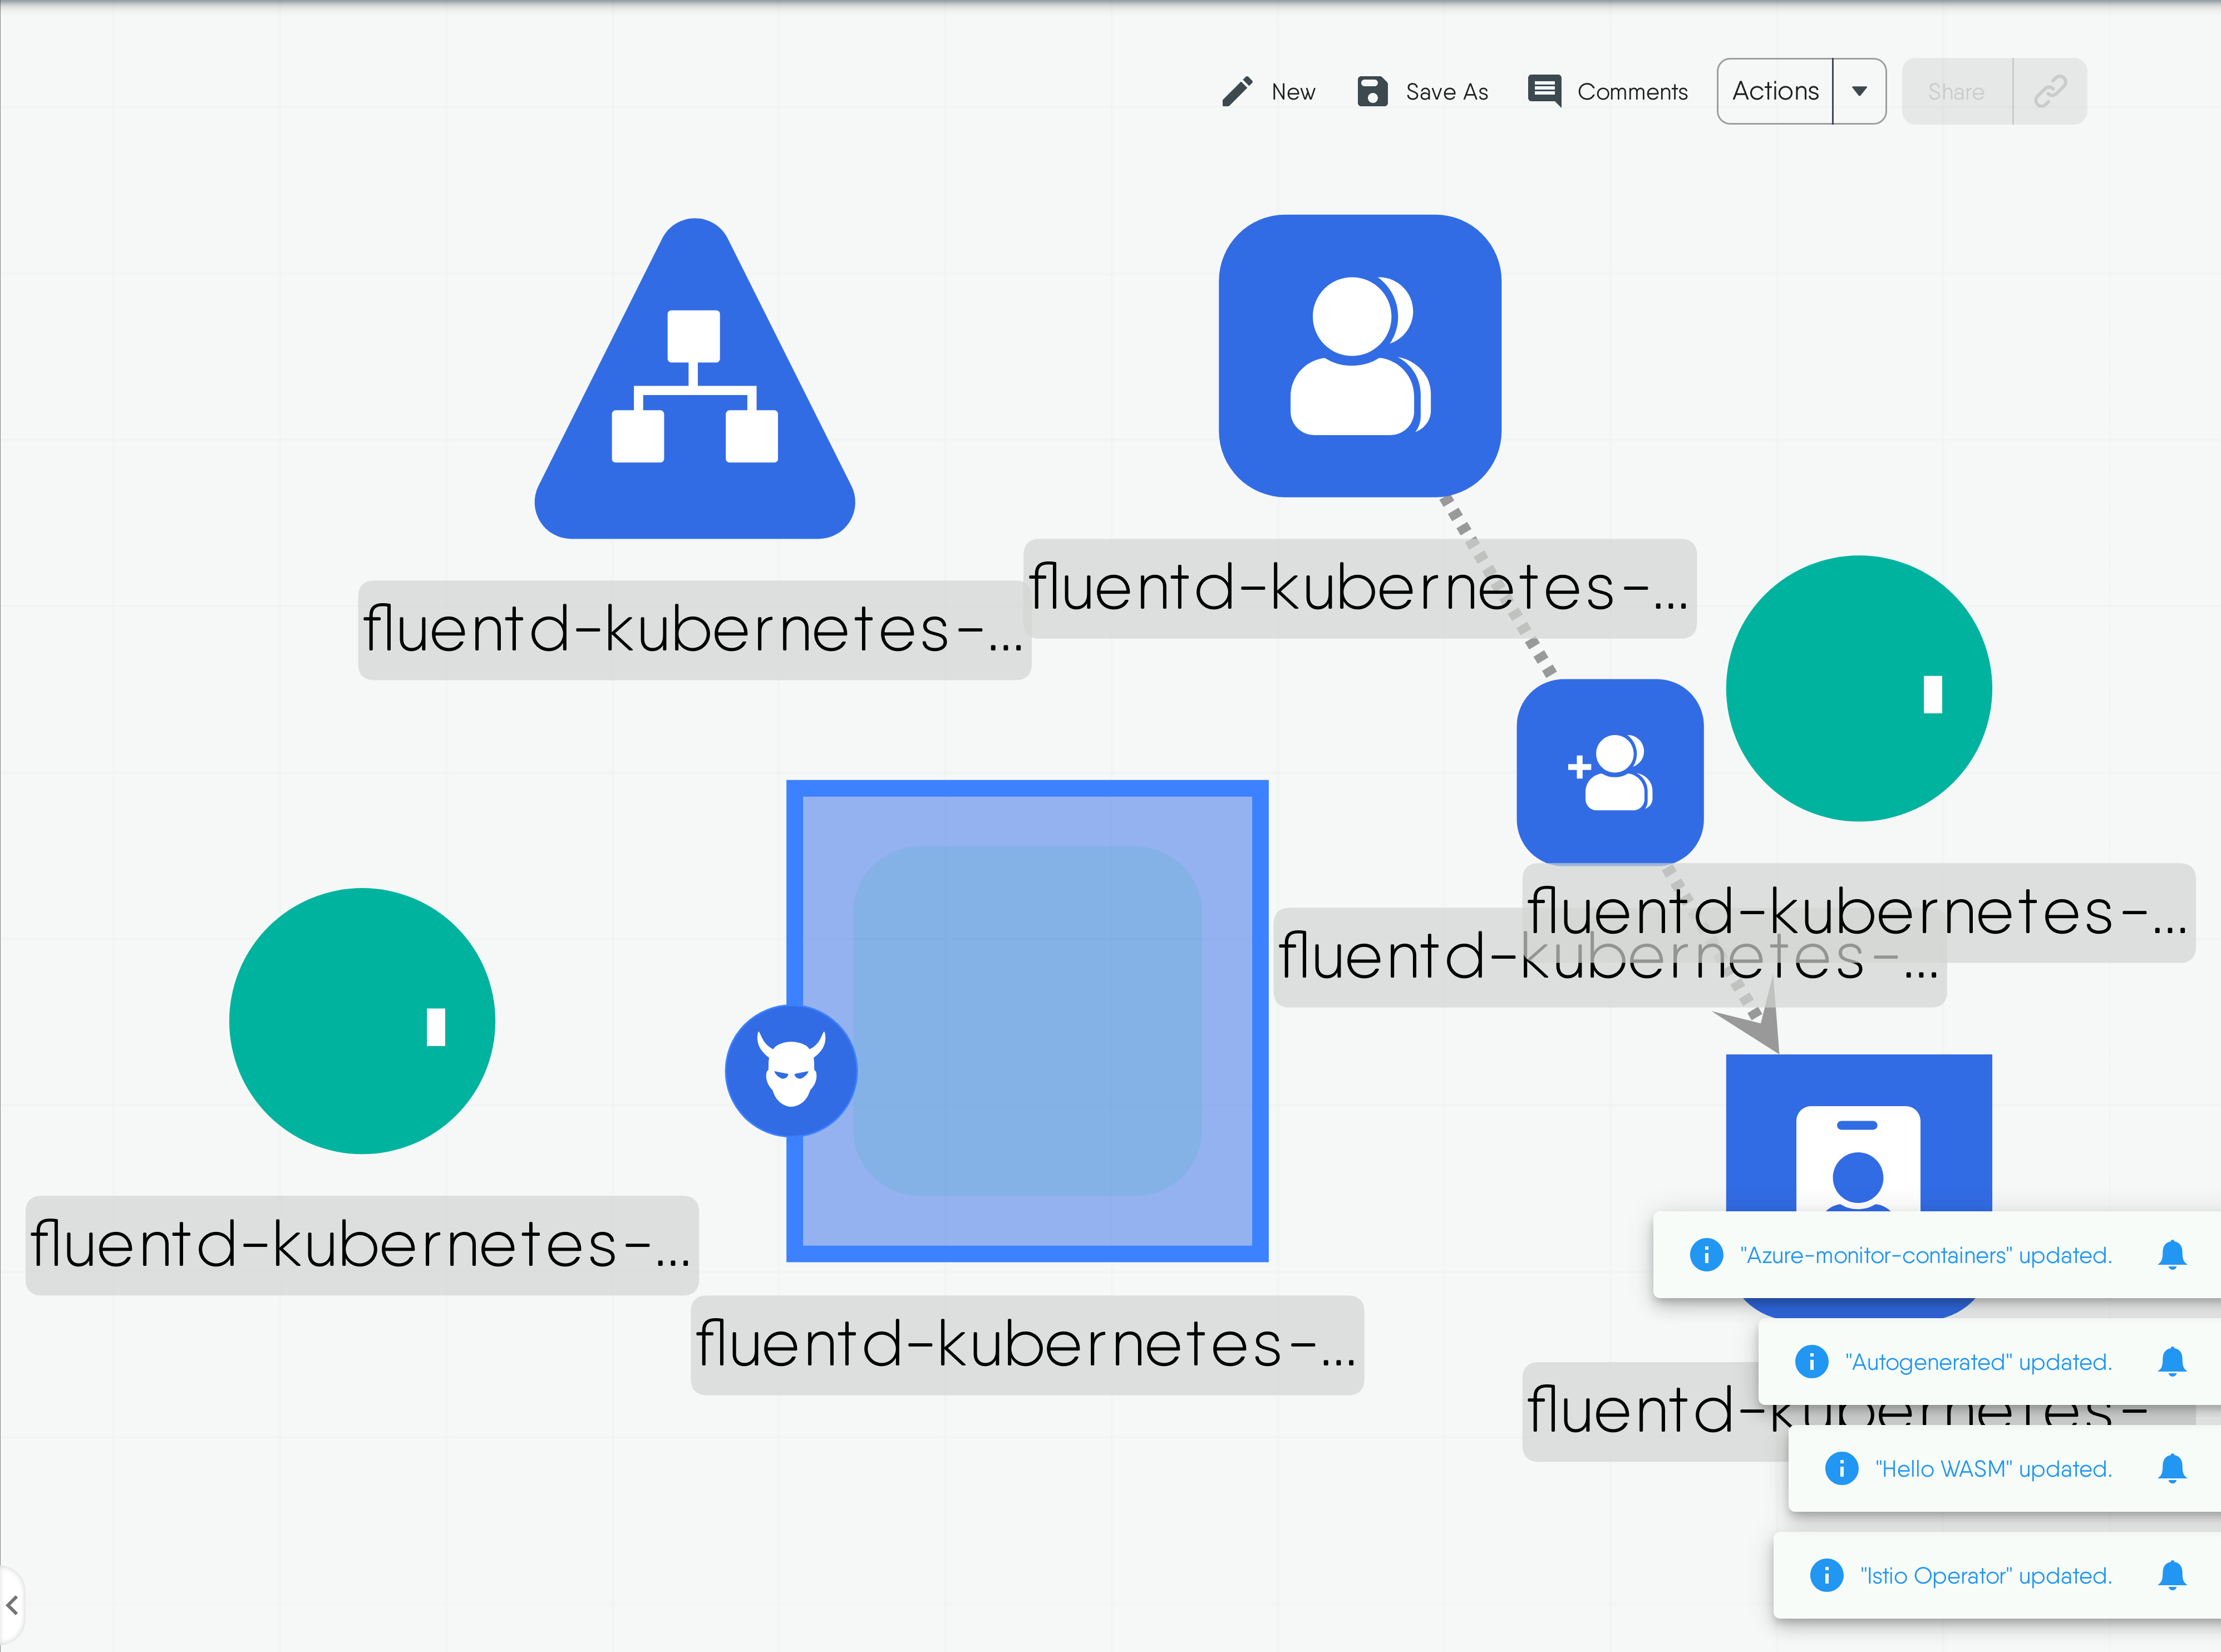 New Save As Comments Actions Share
fluentd-kubernetes-...
fluentd-kubernetes-...
fluentd-kubernetes-...
fluentd-kubernetes-...
fluentd-kubernetes-...
fluentd-kubernetes-...
fluentd-kubernetes-
"Azure-monitor-containers" updated.
"Autogenerated" updated.
"Hello WASM" updated.
"Istio Operator" updated.